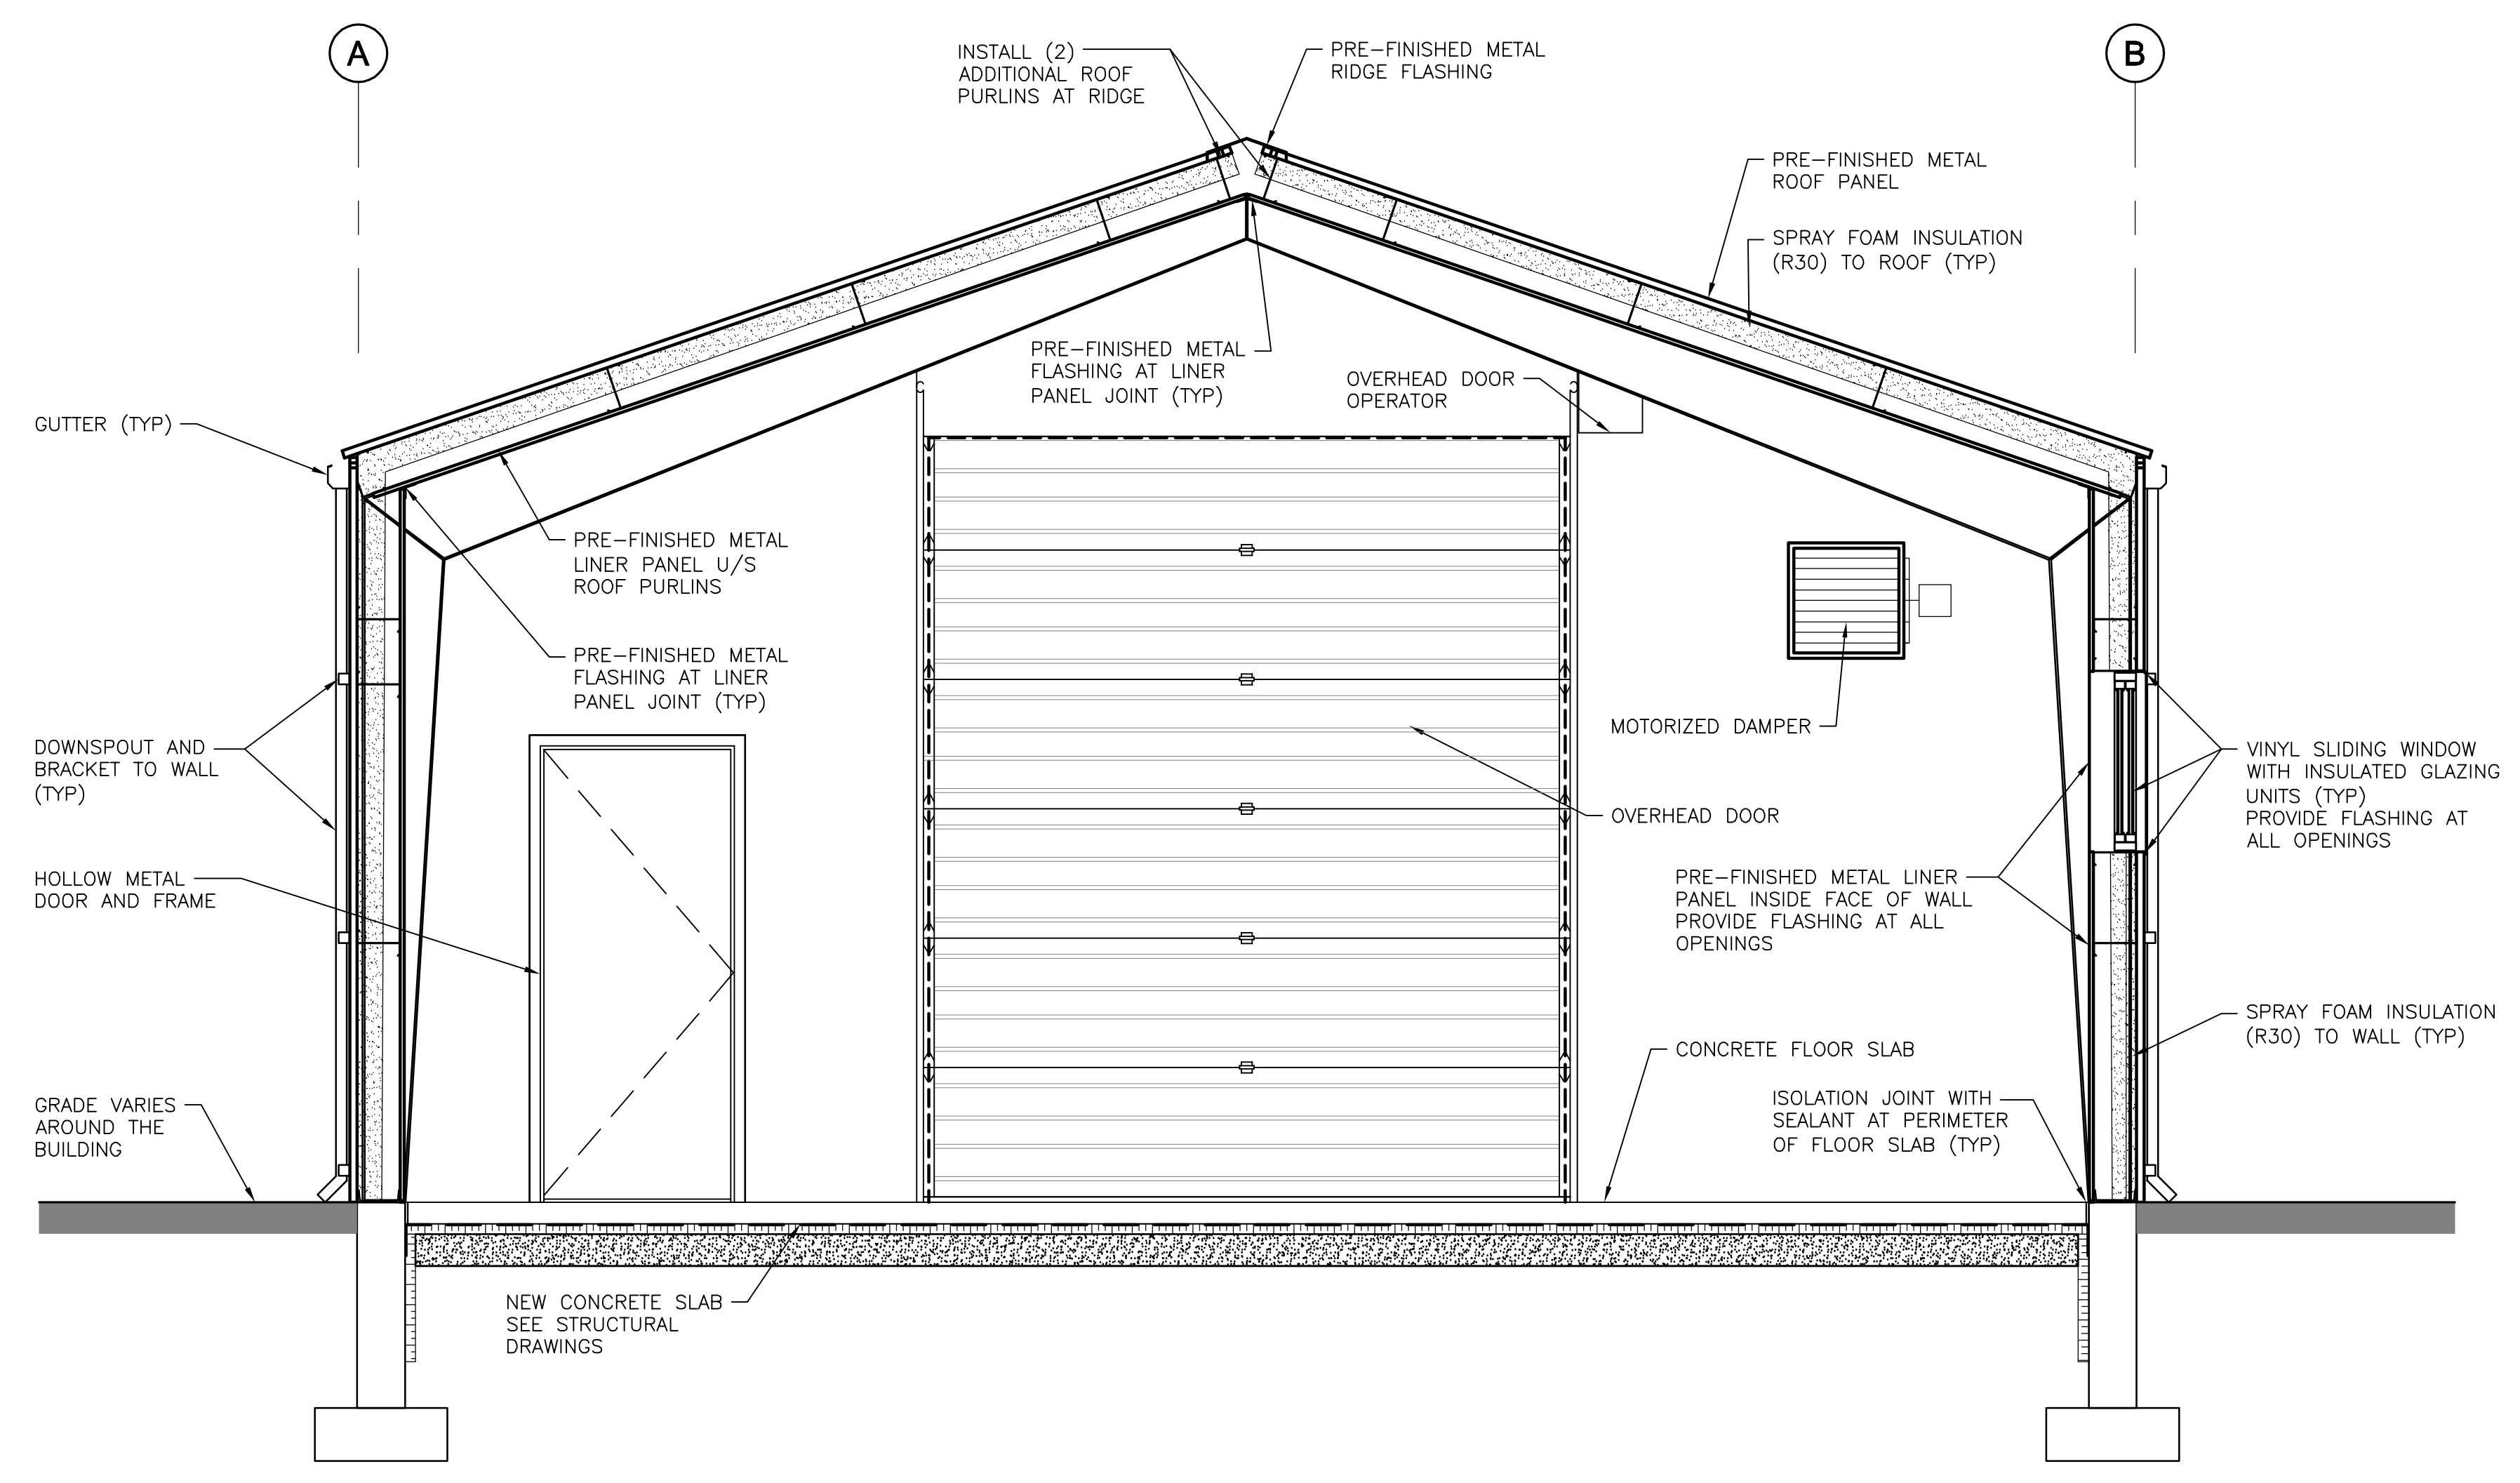 A
B
INSTALL (2)
ADDITIONAL ROOF
PURLINS AT RIDGE
PRE-FINISHED METAL
RIDGE FLASHING
PRE-FINISHED METAL
ROOF PANEL
SPRAY FOAM INSULATION
(R30) TO ROOF (TYP)
PRE-FINISHED METAL
FLASHING AT LINER
PANEL JOINT (TYP)
OVERHEAD DOOR
OPERATOR
GUTTER (TYP)
PRE-FINISHED METAL
LINER PANEL U/S
ROOF PURLINS
PRE-FINISHED METAL
FLASHING AT LINER
PANEL JOINT (TYP)
MOTORIZED DAMPER
DOWNSPOUT AND
BRACKET TO WALL
(TYP)
VINYL SLIDING WINDOW
WITH INSULATED GLAZING
UNITS (TYP)
PROVIDE FLASHING AT
ALL OPENINGS
OVERHEAD DOOR
HOLLOW METAL
DOOR AND FRAME
PRE-FINISHED METAL LINER
PANEL INSIDE FACE OF WALL
PROVIDE FLASHING AT ALL
OPENINGS
SPRAY FOAM INSULATION
(R30) TO WALL (TYP)
CONCRETE FLOOR SLAB
GRADE VARIES
AROUND THE
BUILDING
ISOLATION JOINT WITH
SEALANT AT PERIMETER
OF FLOOR SLAB (TYP)
NEW CONCRETE SLAB
SEE STRUCTURAL
DRAWINGS